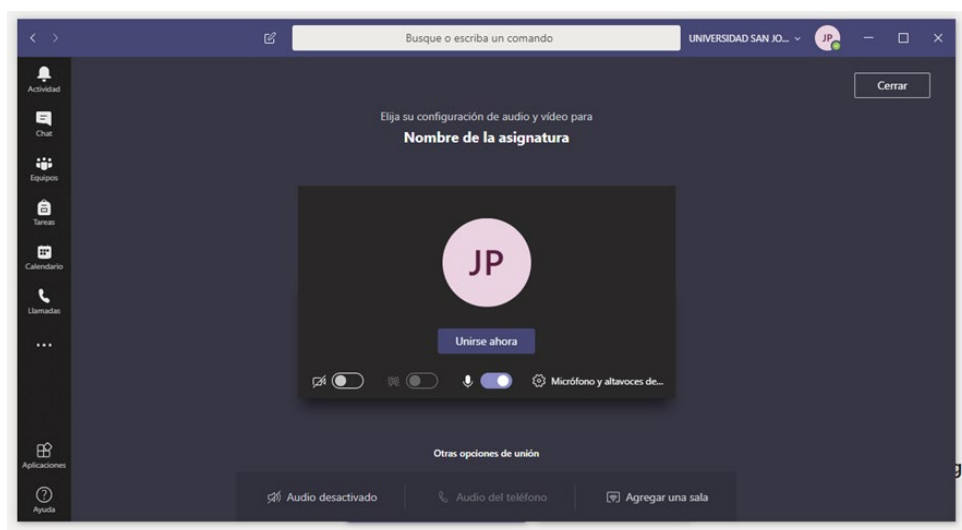 Busque o escriba un comando
UNIVERSIDAD SAN JO...
JP
Actividad
Chat
Equipos
Tareas
Calendario
Llamadas
...
Aplicaciones
Ayuda
Cerrar
Elija su configuración de audio y vídeo para
Nombre de la asignatura
JP
Unirse ahora
Micrófono y altavoces de...
Otras opciones de unión
Audio desactivado
Audio del teléfono
Agregar una sala
g